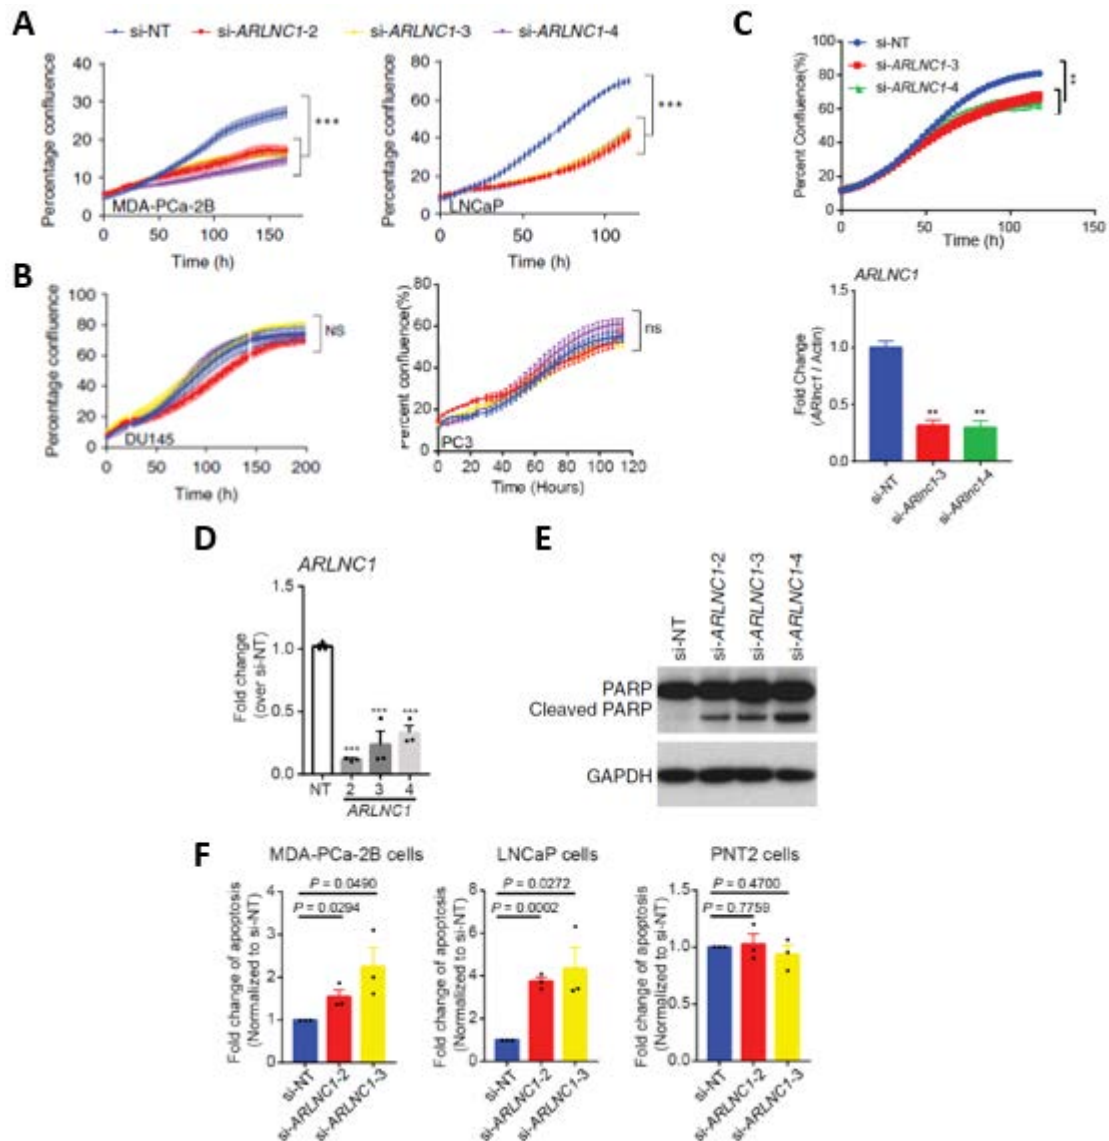 A
si-NT si-ARLNC1-2 si-ARLNC1-3 si-ARLNC1-4
Percentage confluence
40
30
20
10
0
MDA-PCa-2B
***
0 50 100 150
Time (h)
Percentage confluence
80
60
40
20
0
LNCaP
***
0 50 100
Time (h)
B
Percentage confluence
100
80
60
40
20
0
DU145
NS
0 50 100 150 200
Time (h)
Percent confluence(%)
80
60
40
20
0
PC3
ns
0 20 40 60 80 100 120
Time (Hours)
C
si-NT
si-ARLNC1-3
si-ARLNC1-4
Percent Confluence(%)
100
80
60
40
20
0
**
0 50 100 150
Time (h)
ARLNC1
Fold Change
(ARlnc1 / Actin)
1.5
1.0
0.5
0.0
** **
si-NT
si-ARlnc1-3
si-ARlnc1-4
D
ARLNC1
Fold change
(over si-NT)
1.5
1.0
0.5
0.0
*** *** ***
NT 2 3 4
ARLNC1
E
si-NT
si-ARLNC1-2
si-ARLNC1-3
si-ARLNC1-4
PARP
Cleaved PARP
GAPDH
F
MDA-PCa-2B cells
Fold change of apoptosis
(Normalized to si-NT)
4
3
2
1
0
P = 0.0490
P = 0.0294
si-NT
si-ARLNC1-2
si-ARLNC1-3
LNCaP cells
Fold change of apoptosis
(Normalized to si-NT)
8
6
4
2
0
P = 0.0272
P = 0.0002
si-NT
si-ARLNC1-2
si-ARLNC1-3
PNT2 cells
Fold change of apoptosis
(Normalized to si-NT)
1.5
1.0
0.5
0.0
P = 0.4700
P = 0.7759
si-NT
si-ARLNC1-2
si-ARLNC1-3